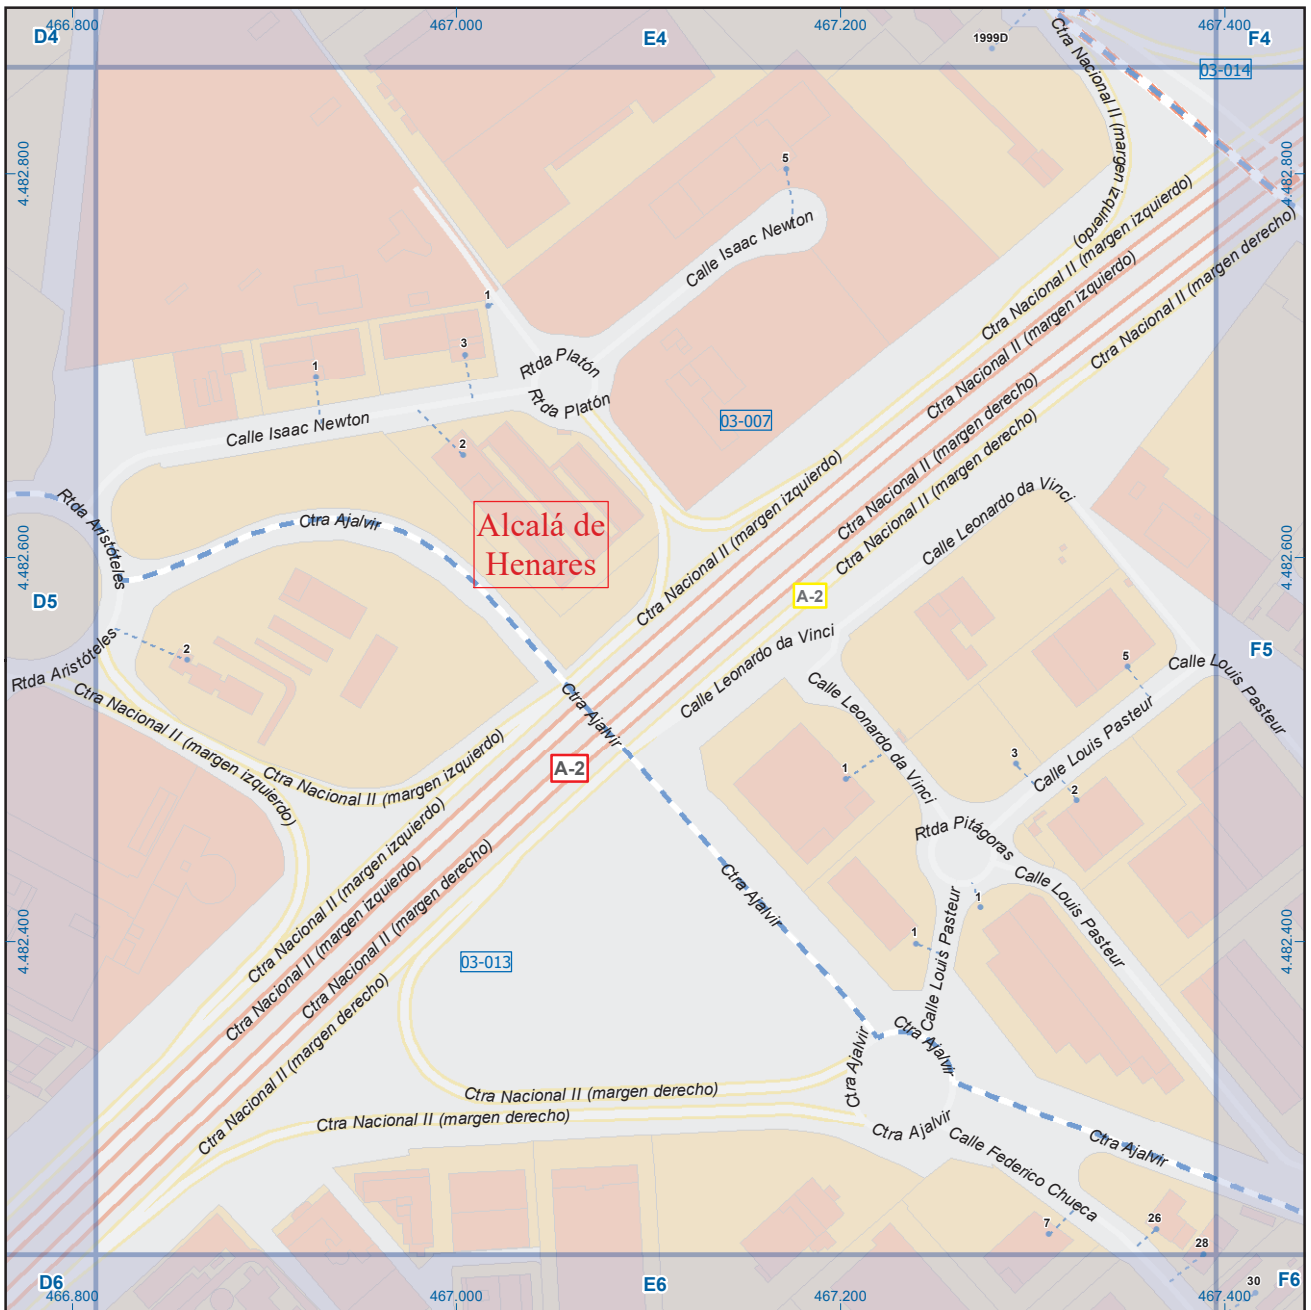 466.800
467.000
467.200
467.400
D4
E4
1999D
F4
03-014
Ctra Nacional II (margen izquierdo)
4.482.800
4.482.800
5
Calle Isaac Newton
Ctra Nacional II (margen izquierdo)
Ctra Nacional II (margen izquierdo)
Ctra Nacional II (margen derecho)
1
3
1
Rtda Platón
Rtda Platón
Calle Isaac Newton
2
03-007
Ctra Nacional II (margen derecho)
Ctra Nacional II (margen derecho)
Ctra Nacional II (margen izquierdo)
Calle Leonardo da Vinci
Rtda Aristóteles
Ctra Ajalvir
Alcalá de
Henares
4.482.600
4.482.600
D5
A-2
F5
2
Rtda Aristóteles
Calle Leonardo da Vinci
Calle Leonardo da Vinci
5
Calle Louis Pasteur
Calle Louis Pasteur
Ctra Nacional II (margen izquierdo)
Ctra Nacional II (margen izquierdo)
Ctra Ajalvir
A-2
1
3
2
Rtda Pitágoras
Calle Louis Pasteur
Ctra Nacional II (margen izquierdo)
Ctra Nacional II (margen izquierdo)
Ctra Nacional II (margen derecho)
Ctra Nacional II (margen derecho)
Ctra Ajalvir
1
1
Calle Louis Pasteur
4.482.400
4.482.400
03-013
Ctra Ajalvir
Ctra Ajalvir
Ctra Nacional II (margen derecho)
Ctra Nacional II (margen derecho)
Ctra Ajalvir
Ctra Ajalvir
Calle Federico Chueca
7
26
28
30
D6
E6
F6
466.800
467.000
467.200
467.400